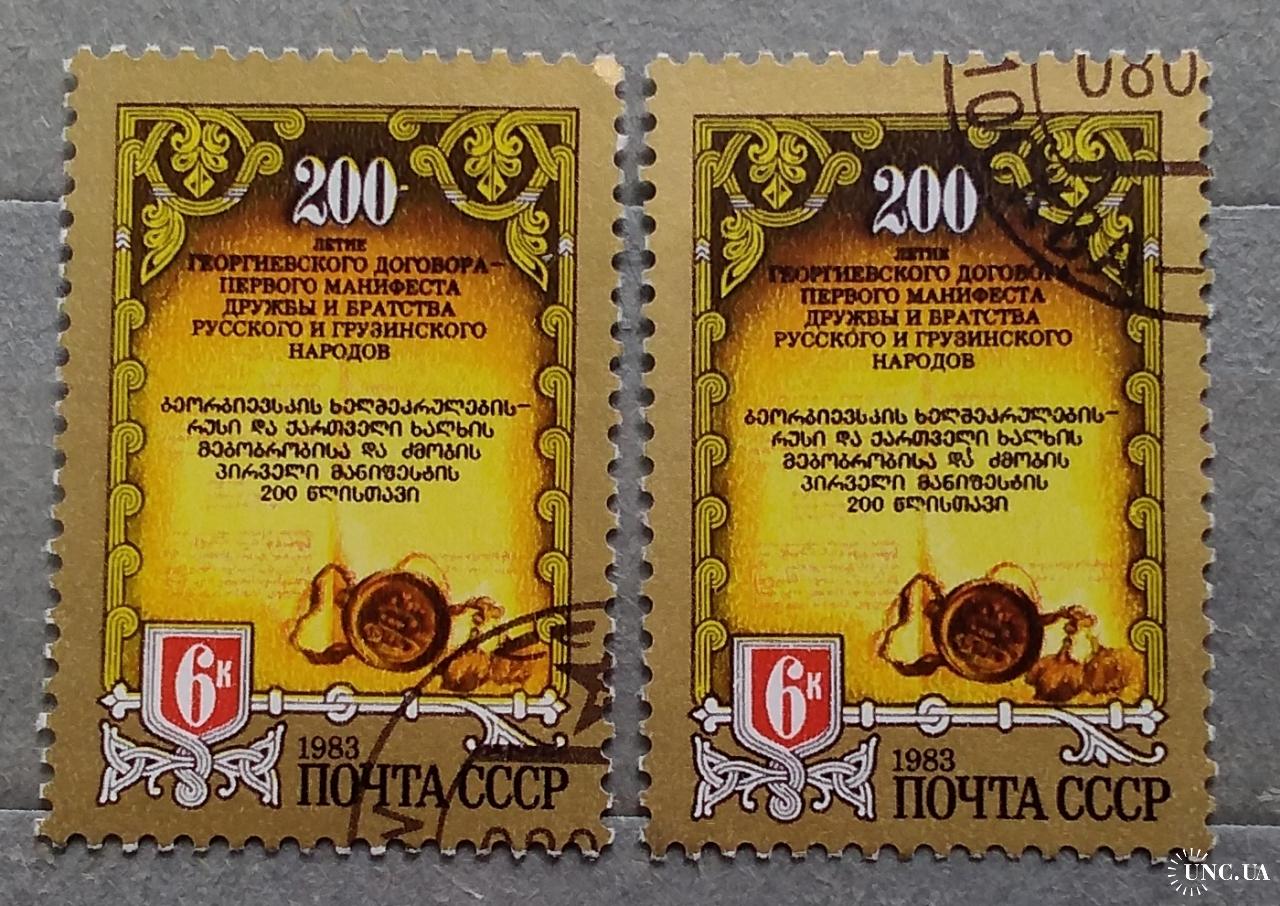 200
ЛЕТИЕ
ГЕОРГИЕВСКОГО ДОГОВОРА–
ПЕРВОГО МАНИФЕСТА
ДРУЖБЫ И БРАТСТВА
РУССКОГО И ГРУЗИНСКОГО
НАРОДОВ
ᲒᲔᲝᲠᲒᲘᲔᲕᲡᲙᲘᲡ ᲮᲔᲚᲨᲔᲙᲠᲣᲚᲔᲑᲘᲡ–
ᲠᲣᲡᲘ ᲓᲐ ᲥᲐᲠᲗᲕᲔᲚᲘ ᲮᲐᲚᲮᲘᲡ
ᲛᲔᲒᲝᲑᲠᲝᲑᲘᲡᲐ ᲓᲐ ᲫᲛᲝᲑᲘᲡ
ᲞᲘᲠᲕᲔᲚᲘ ᲛᲐᲜᲘᲤᲔᲡᲢᲘᲡ
200 ᲬᲚᲘᲡᲗᲐᲕᲘ
6К
1983
ПОЧТА СССР
200
ЛЕТИЕ
ГЕОРГИЕВСКОГО ДОГОВОРА
ПЕРВОГО МАНИФЕСТА
ДРУЖБЫ И БРАТСТВА
РУССКОГО И ГРУЗИНСКОГО
НАРОДОВ
ᲒᲔᲝᲠᲒᲘᲔᲕᲡᲙᲘᲡ ᲮᲔᲚᲨᲔᲙᲠᲣᲚᲔᲑᲘᲡ–
ᲠᲣᲡᲘ ᲓᲐ ᲥᲐᲠᲗᲕᲔᲚᲘ ᲮᲐᲚᲮᲘᲡ
ᲛᲔᲒᲝᲑᲠᲝᲑᲘᲡᲐ ᲓᲐ ᲫᲛᲝᲑᲘᲡ
ᲞᲘᲠᲕᲔᲚᲘ ᲛᲐᲜᲘᲤᲔᲡᲢᲘᲡ
200 ᲬᲚᲘᲡᲗᲐᲕᲘ
6К
1983
ПОЧТА СССР
UNC.UA